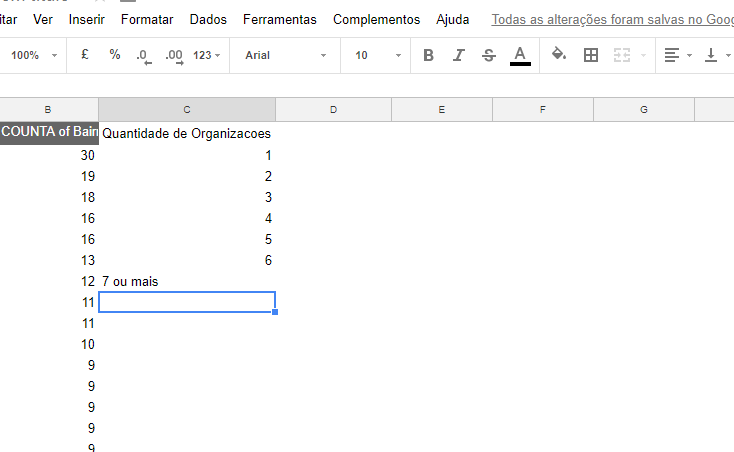 tar Ver Inserir Formatar Dados Ferramentas Complementos Ajuda Todas as alterações foram salvas no Goog
100% £ % .0 .00 123 Arial 10 B I S A
B C D E F G
COUNTA of Bairr Quantidade de Organizacoes
30 1
19 2
18 3
16 4
16 5
13 6
12 7 ou mais
11
11
10
9
9
9
9
9